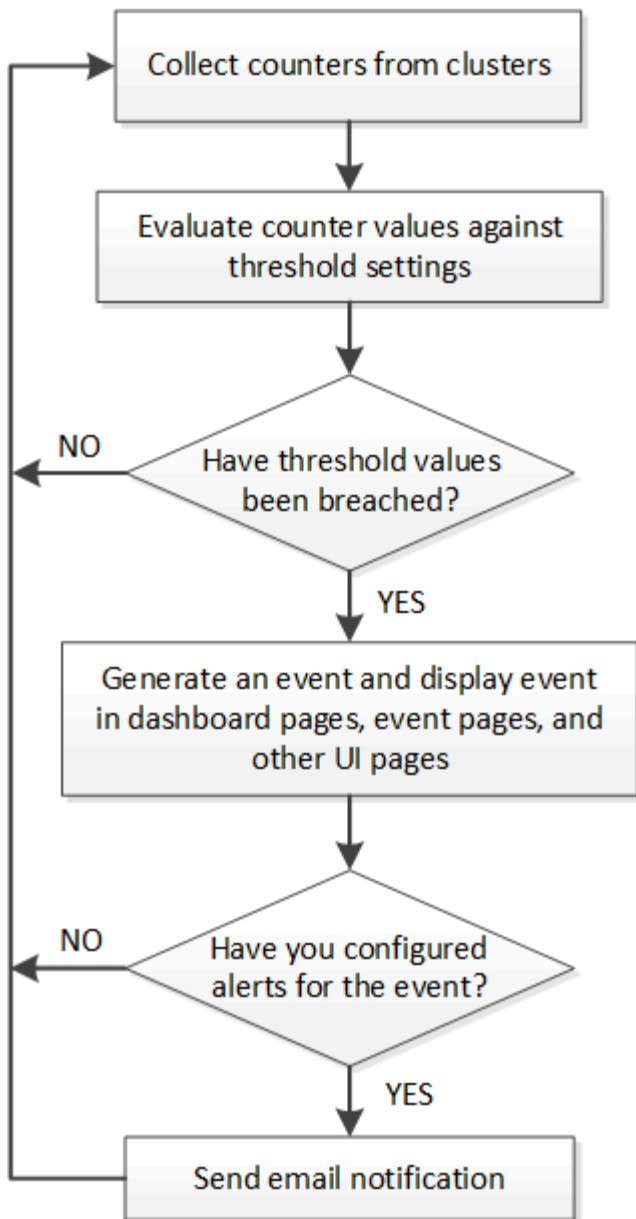 Collect counters from clusters
Evaluate counter values against
threshold settings
NO
Have threshold values
been breached?
YES
Generate an event and display event
in dashboard pages, event pages, and
other UI pages
NO
Have you configured
alerts for the event?
YES
Send email notification